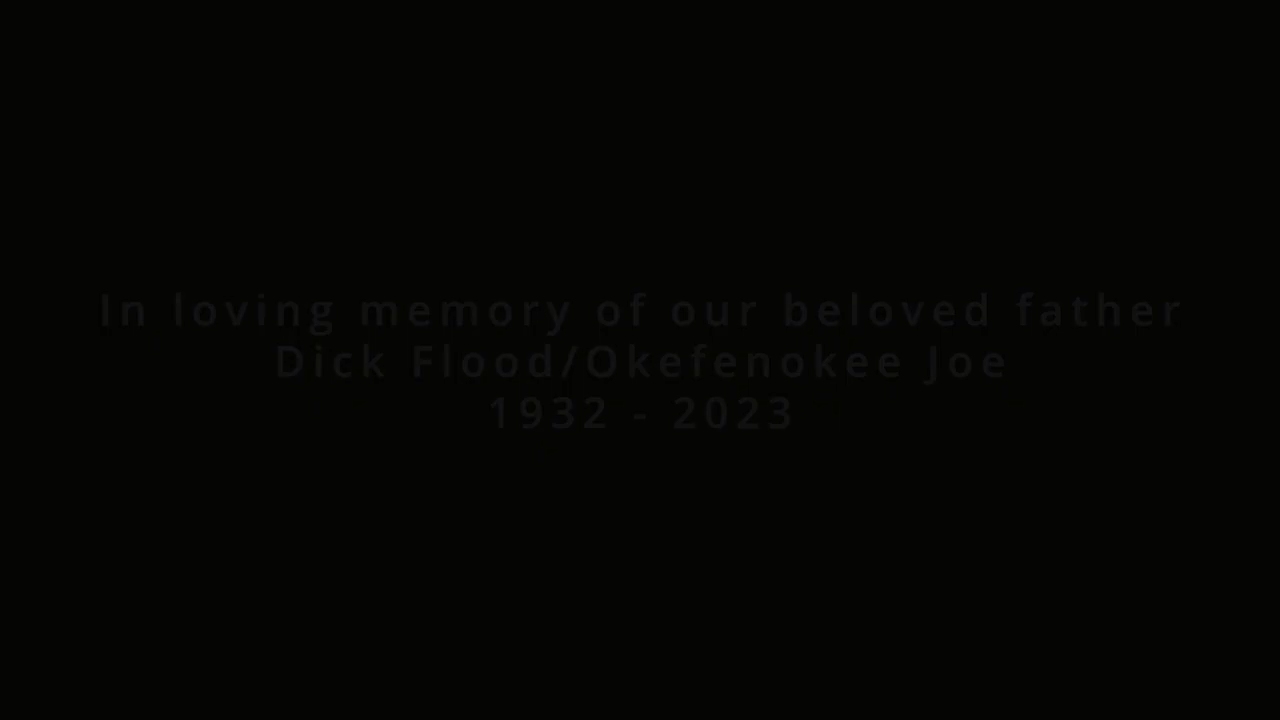 In loving memory of our beloved father
Dick Flood/Okefenokee Joe
1932 - 2023